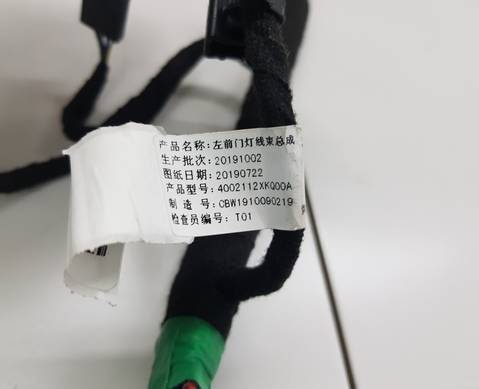 产品名称: 左前门灯线束总成
生产批次: 20191002
图纸日期: 20190722
产品型号: 4002112XKQ00A
制造号: CBW1910090219
检查员编号: T01